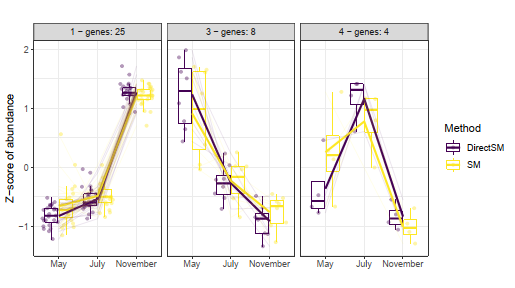 1 − genes: 25
3 − genes: 8
4 − genes: 4
Z−score of abundance
2
1
0
−1
May
July
November
May
July
November
May
July
November
Method
DirectSM
SM